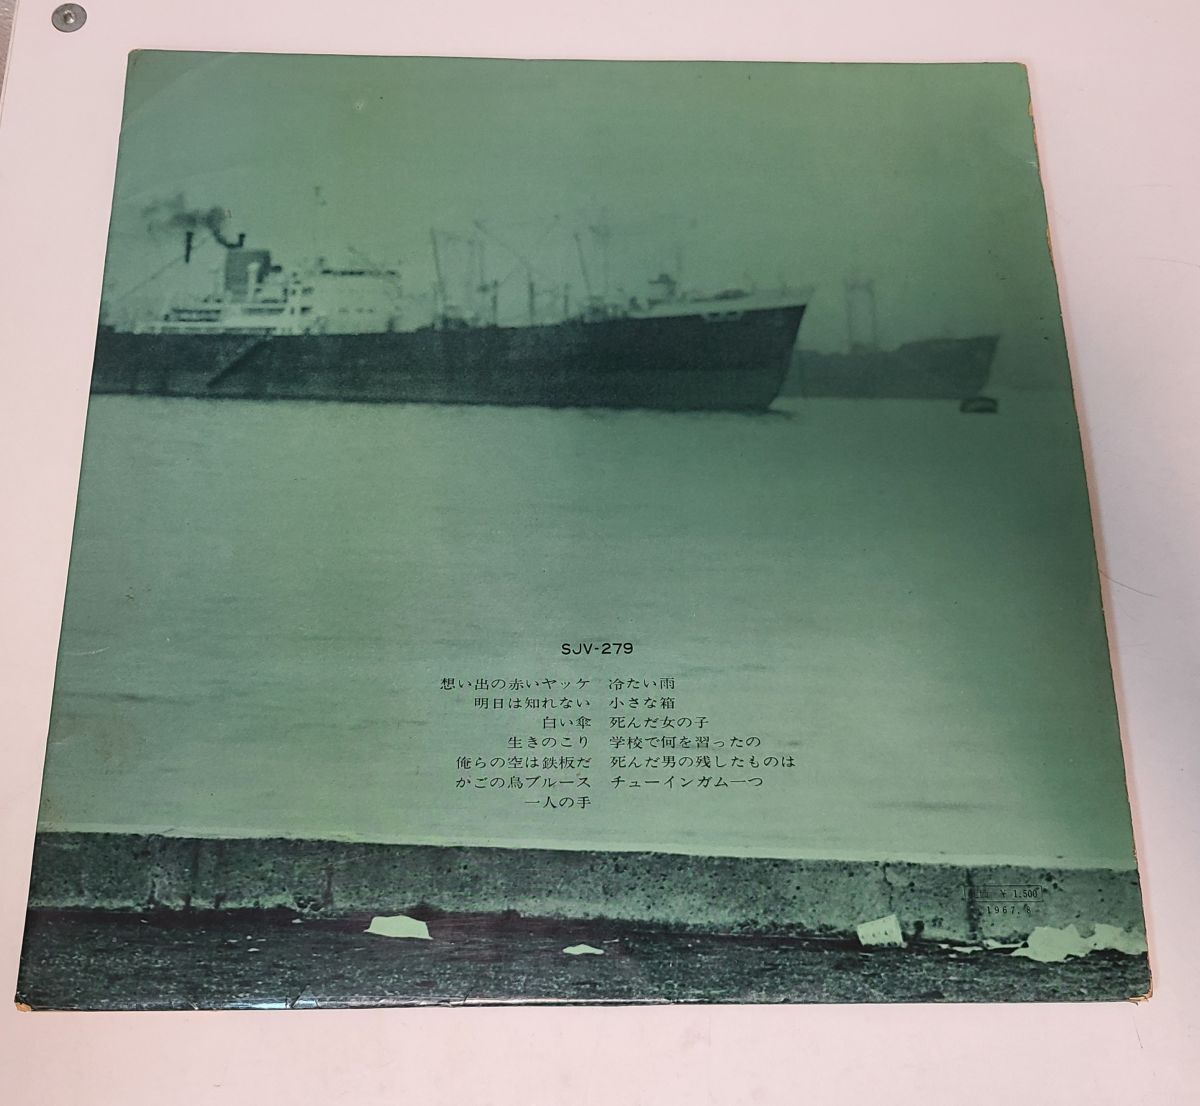 SJV-279
想い出の赤いヤッケ 冷たい雨
明日は知れない 小さな箱
白い傘 死んだ女の子
生きのこり 学校で何を習ったの
俺らの空は鉄板だ 死んだ男の残したものは
かごの鳥ブルース チューインガム一つ
一人の手
¥1,500
1967.8